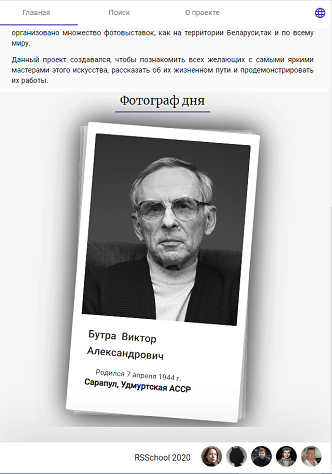 Главная Поиск О проекте
организовано множество фотовыставок, как на территории Беларуси,так и по всему
миру.
Данный проект создавался, чтобы познакомить всех желающих с самыми яркими
мастерами этого искусства, рассказать об их жизненном пути и продемонстрировать
их работы.
Фотограф дня
Бутра Виктор
Александрович
Родился 7 апреля 1944 г.
Сарапул, Удмуртская АССР
RSSchool 2020